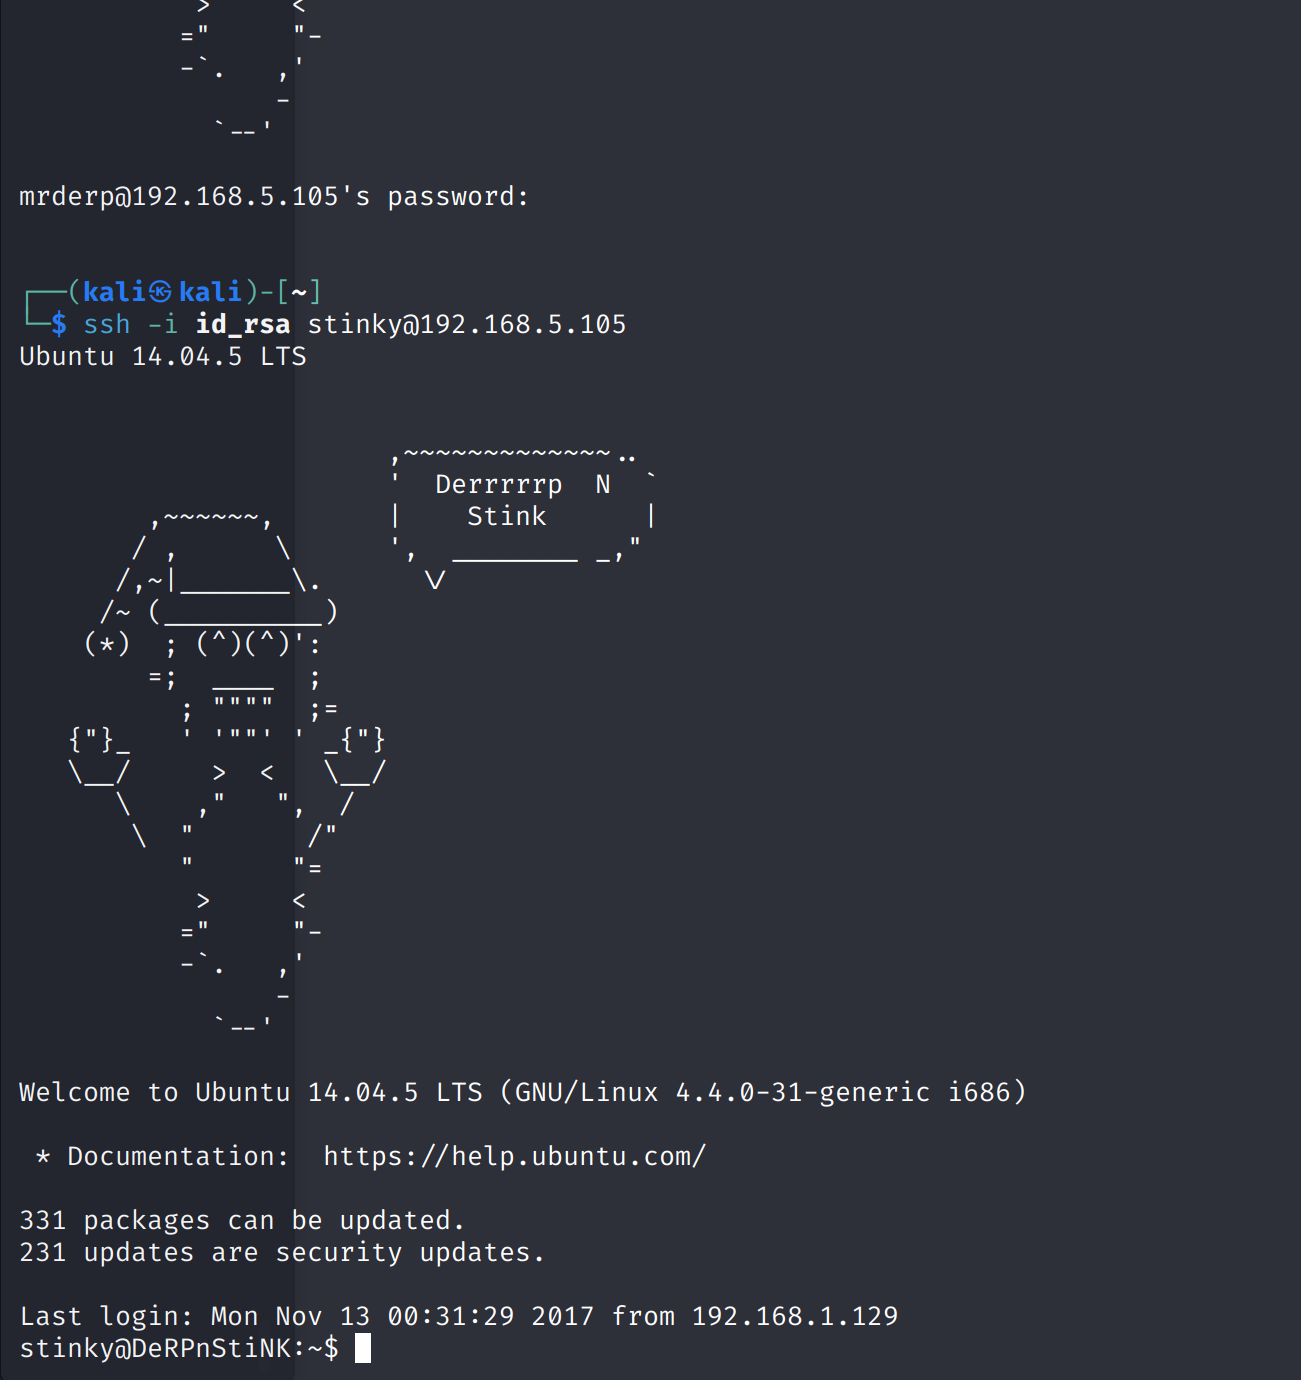 >     <
          ="     "-
          -`.   ,'
                -
            `--'

mrderp@192.168.5.105's password:

┌──(kali㉿kali)-[~]
└─$ ssh -i id_rsa stinky@192.168.5.105
Ubuntu 14.04.5 LTS

                       ,~~~~~~~~~~~~~..
                       '  Derrrrrp  N  `
        ,~~~~~~,       |    Stink      |
       / ,      \      ',  ________ _,"
      /,~|_______\.      \/
     /~ (__________)
    (*)  ; (^)(^)':
        =;  ____  ;
          ; """"  ;=
   {"}_   ' '""' ' _{"}
   \__/     >  <   \__/
      \    ,"   ",  /
       \  "       /"
          "      "=
           >     <
          ="     "-
          -`.   ,'
                -
            `--'

Welcome to Ubuntu 14.04.5 LTS (GNU/Linux 4.4.0-31-generic i686)

 * Documentation:  https://help.ubuntu.com/

331 packages can be updated.
231 updates are security updates.

Last login: Mon Nov 13 00:31:29 2017 from 192.168.1.129
stinky@DeRPnStiNK:~$